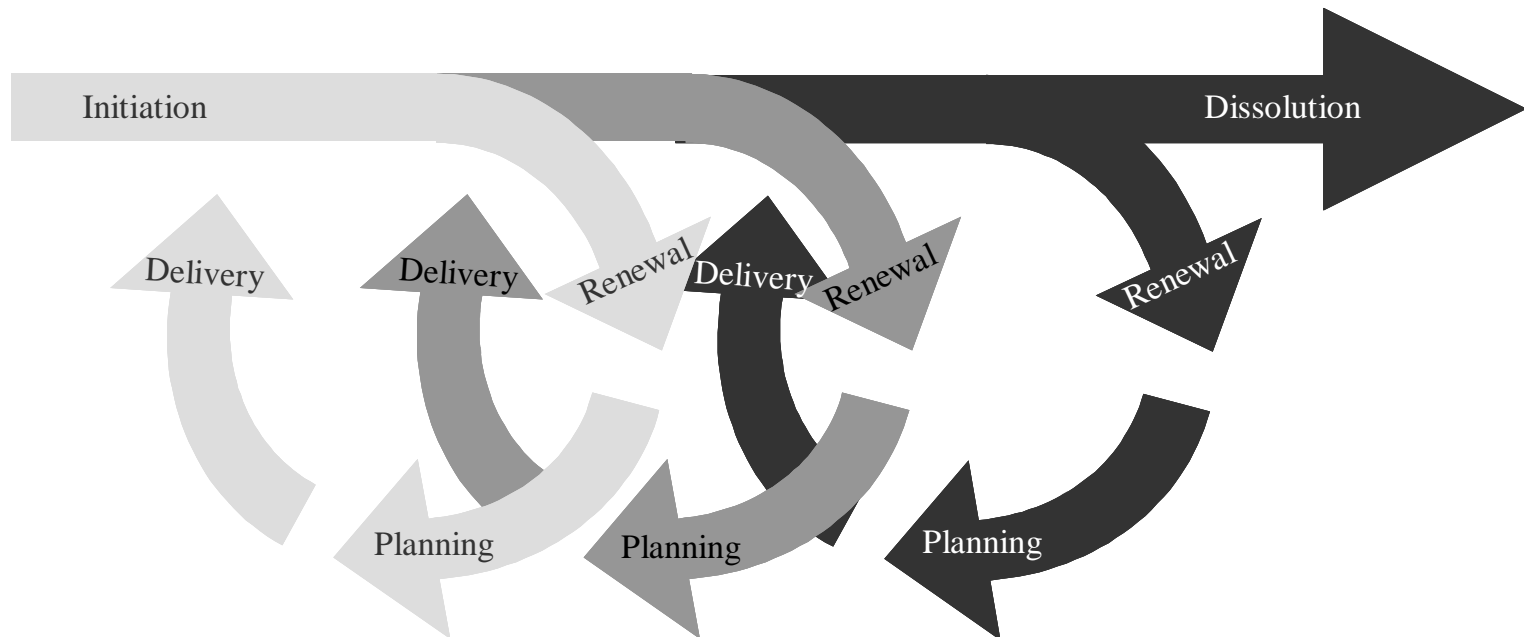 Initiation
Dissolution
Delivery
Delivery
Renewal
Delivery
Renewal
Renewal
Planning
Planning
Planning